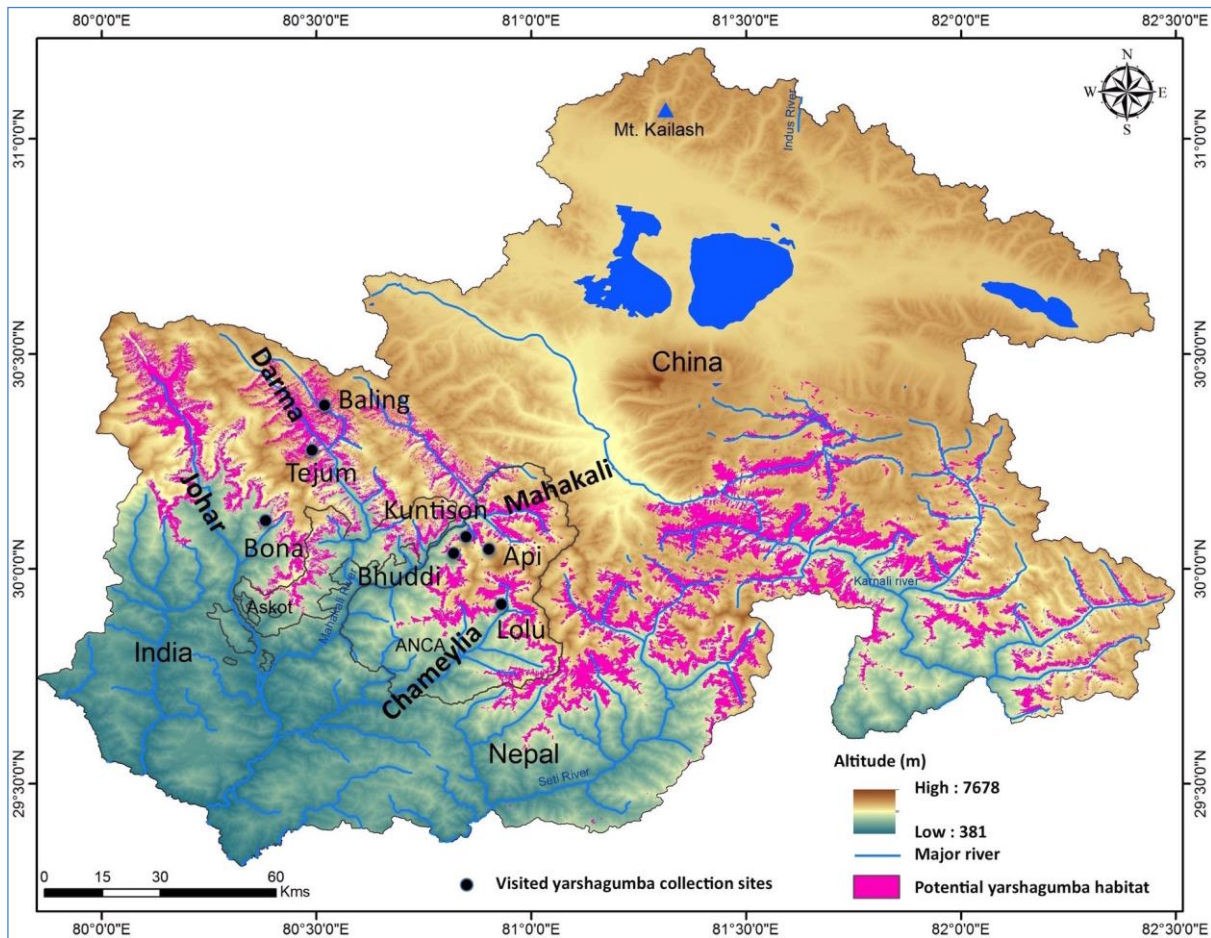 80°0'0"E 80°30'0"E 81°0'0"E 81°30'0"E 82°0'0"E 82°30'0"E
N
W E
S
Mt. Kailash
Indus River
31°0'0"N
31°0'0"N
30°30'0"N
30°30'0"N
China
Darma
Baling
Tejum
Johar
Kuntison
Mahakali
Bona
Api
Bhuddi
30°0'0"N
30°0'0"N
Karnali river
Askot
Mahakali River
Lolu
ANCA
India
Chameylia
Nepal
Seti River
29°30'0"N
29°30'0"N
Altitude (m)
High : 7678
Low : 381
Major river
Potential yarshagumba habitat
Visited yarshagumba collection sites
0 15 30 60
Kms
80°0'0"E 80°30'0"E 81°0'0"E 81°30'0"E 82°0'0"E 82°30'0"E